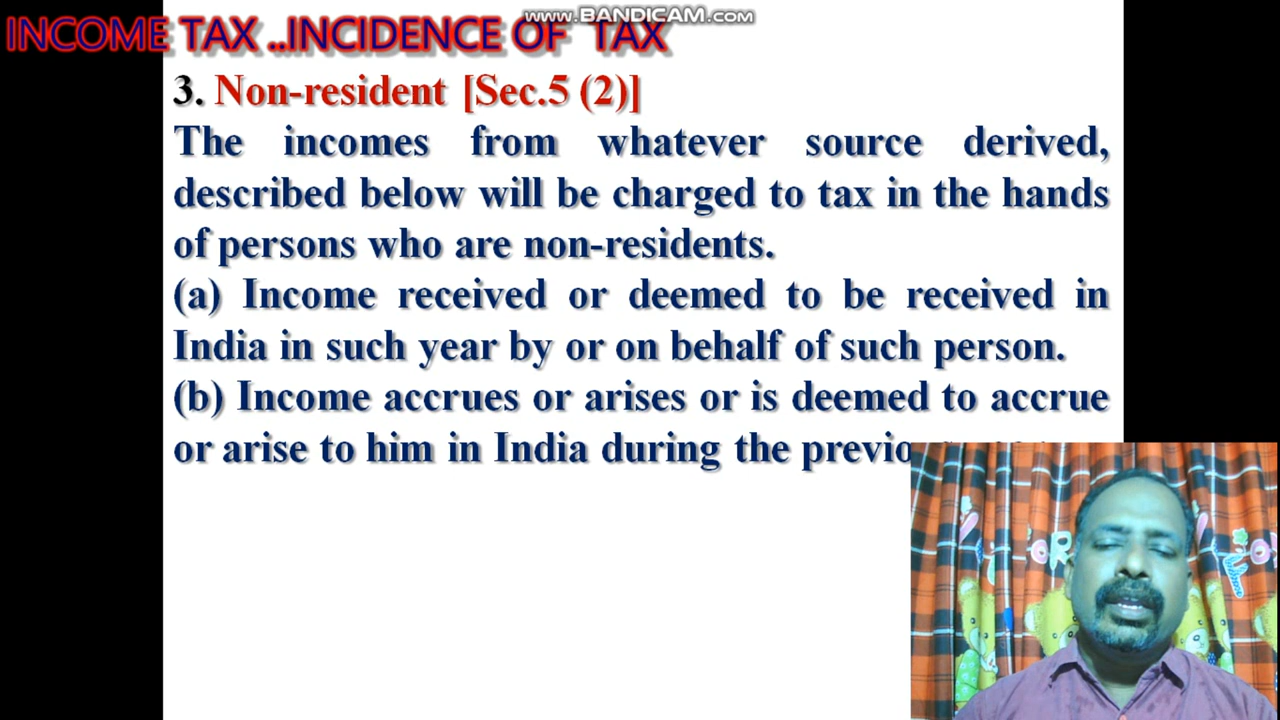 www.BANDICAM.com
INCOME TAX ..INCIDENCE OF TAX
3. Non-resident [Sec.5 (2)]
The incomes from whatever source derived,
described below will be charged to tax in the hands
of persons who are non-residents.
(a) Income received or deemed to be received in
India in such year by or on behalf of such person.
(b) Income accrues or arises or is deemed to accrue
or arise to him in India during the